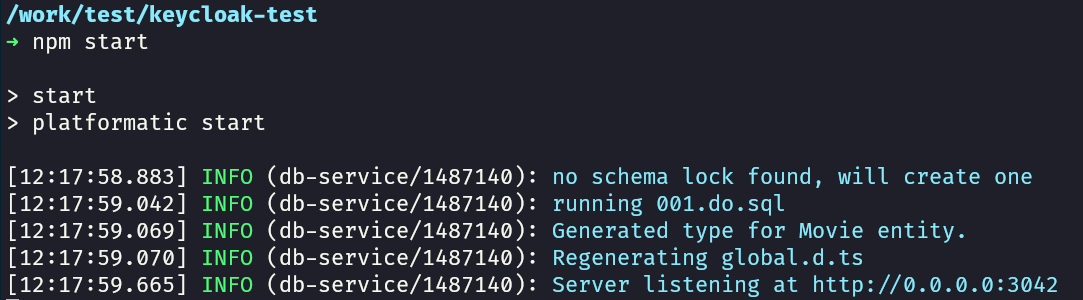 /work/test/keycloak-test
→ npm start
> start
> platformatic start
[12:17:58.883] INFO (db-service/1487140): no schema lock found, will create one
[12:17:59.042] INFO (db-service/1487140): running 001.do.sql
[12:17:59.069] INFO (db-service/1487140): Generated type for Movie entity.
[12:17:59.070] INFO (db-service/1487140): Regenerating global.d.ts
[12:17:59.665] INFO (db-service/1487140): Server listening at http://0.0.0.0:3042